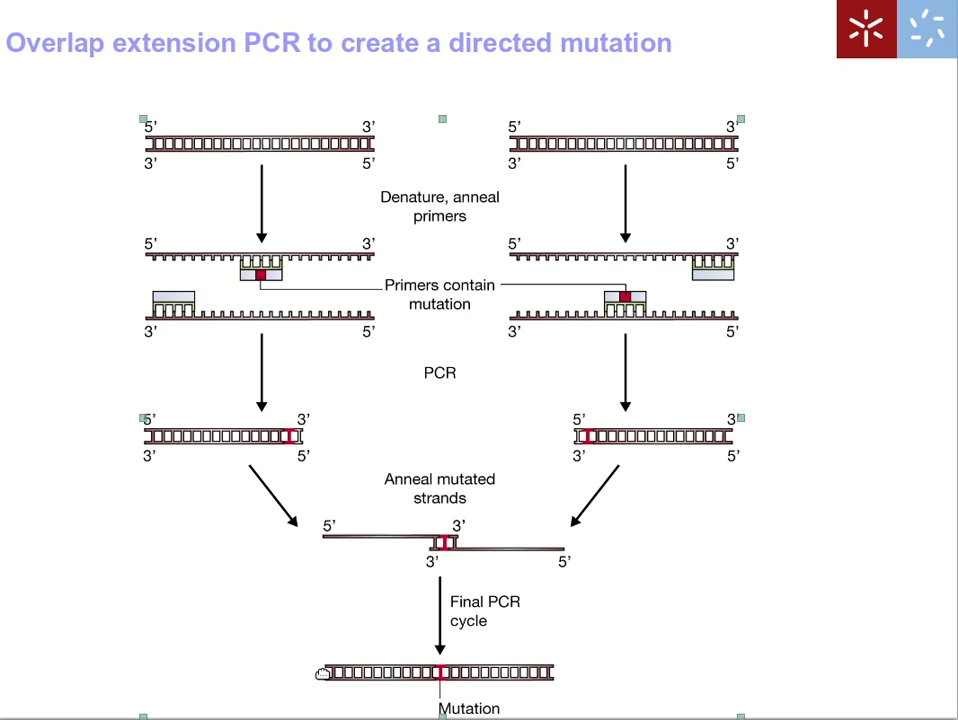 Overlap extension PCR to create a directed mutation
5’ 3’ 5’ 3’
3’ 5’ 3’ 5’
Denature, anneal
primers
5’ 3’ 5’ 3’
Primers contain
mutation
3’ 5’ 3’ 5’
PCR
5’ 3’ 5’ 3’
3’ 5’ 3’ 5’
Anneal mutated
strands
5’ 3’
3’ 5’
Final PCR
cycle
Mutation